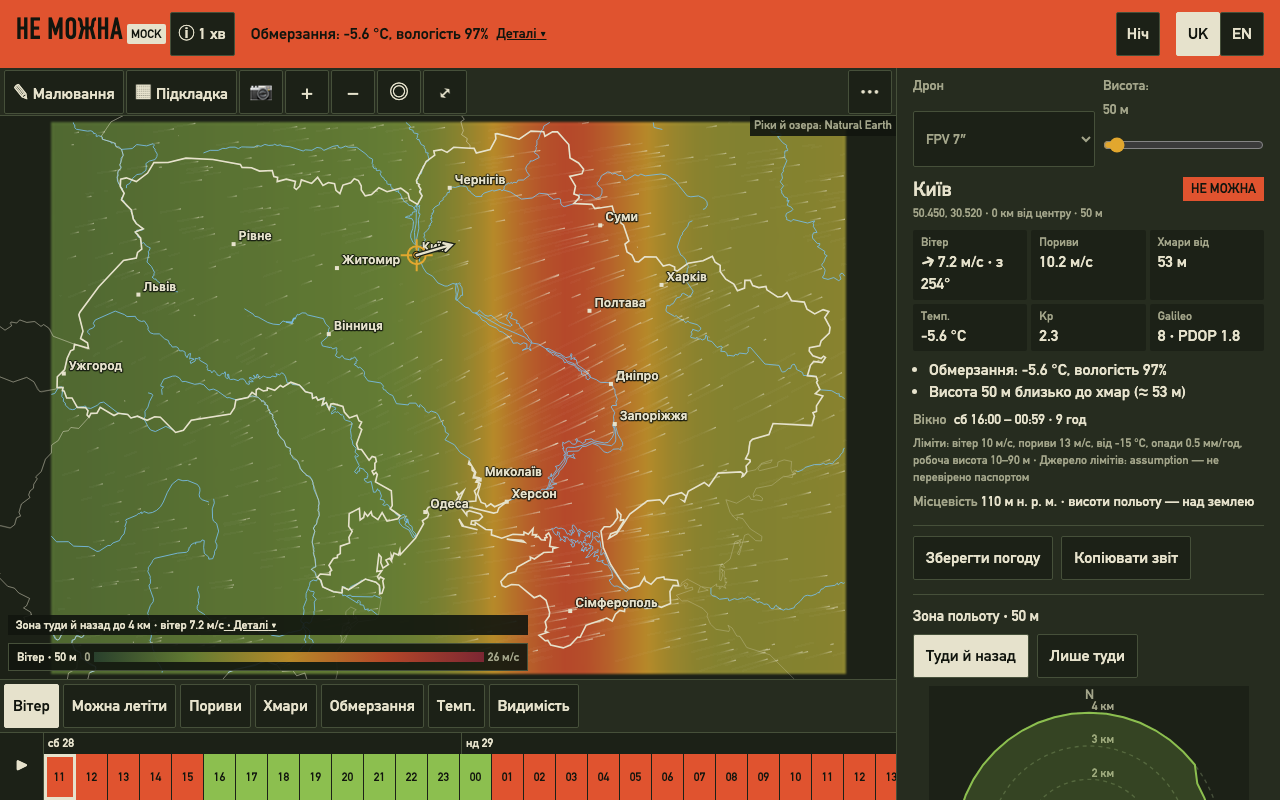 НЕ МОЖНА МОСК ⓘ 1 хв Обмерзання: -5.6 °C, вологість 97% Деталі ▾ Ніч UK EN
✎ Малювання ▦ Підкладка + − ◎ ⤢ •••
Ріки й озера: Natural Earth
Чернігів
Суми
Рівне
Житомир
Харків
Львів
Полтава
Вінниця
Ужгород
Дніпро
Запоріжжя
Миколаїв
Херсон
Одеса
Сімферополь
Зона туди й назад до 4 км · вітер 7.2 м/с · Деталі ▾
Вітер · 50 м 0 26 м/с
Вітер Можна летіти Пориви Хмари Обмерзання Темп. Видимість
сб 28 нд 29
▶ 11 12 13 14 15 16 17 18 19 20 21 22 23 00 01 02 03 04 05 06 07 08 09 10 11 12 13
Дрон Висота:
50 м
FPV 7″
Київ НЕ МОЖНА
50.450, 30.520 · 0 км від центру · 50 м
Вітер Пориви Хмари від
7.2 м/с · з 10.2 м/с 53 м
254°
Темп. Kp Galileo
-5.6 °C 2.3 8 · PDOP 1.8
• Обмерзання: -5.6 °C, вологість 97%
• Висота 50 м близько до хмар (≈ 53 м)
Вікно сб 16:00 – 00:59 · 9 год
Ліміти: вітер 10 м/с, пориви 13 м/с, від -15 °C, опади 0.5 мм/год,
робоча висота 10–90 м · Джерело лімітів: assumption — не
перевірено паспортом
Місцевість 110 м н. р. м. · висоти польоту — над землею
Зберегти погоду Копіювати звіт
Зона польоту · 50 м
Туди й назад Лише туди
N
4 км
3 км
2 км